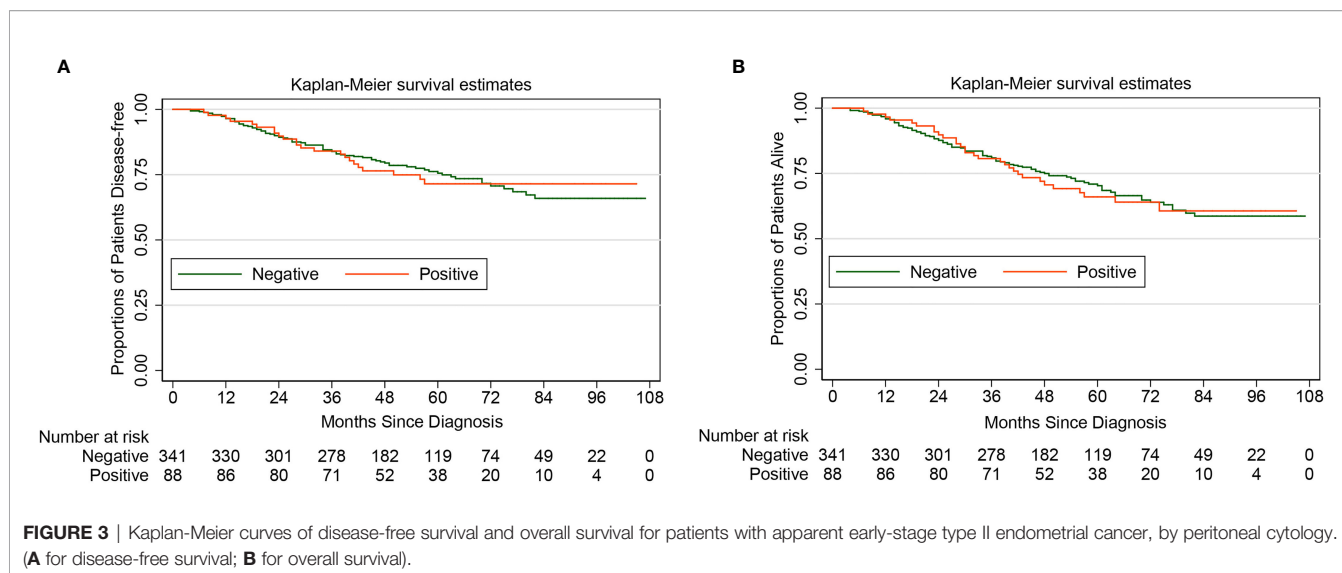 A
Kaplan-Meier survival estimates
Proportions of Patients Disease-free
1.00
0.75
0.50
0.25
0.00
Negative Positive
0 12 24 36 48 60 72 84 96 108
Months Since Diagnosis
Number at risk
Negative 341 330 301 278 182 119 74 49 22 0
Positive 88 86 80 71 52 38 20 10 4 0
B
Kaplan-Meier survival estimates
Proportions of Patients Alive
1.00
0.75
0.50
0.25
0.00
Negative Positive
0 12 24 36 48 60 72 84 96 108
Months Since Diagnosis
Number at risk
Negative 341 330 301 278 182 119 74 49 22 0
Positive 88 86 80 71 52 38 20 10 4 0
FIGURE 3 | Kaplan-Meier curves of disease-free survival and overall survival for patients with apparent early-stage type II endometrial cancer, by peritoneal cytology.
(A for disease-free survival; B for overall survival).